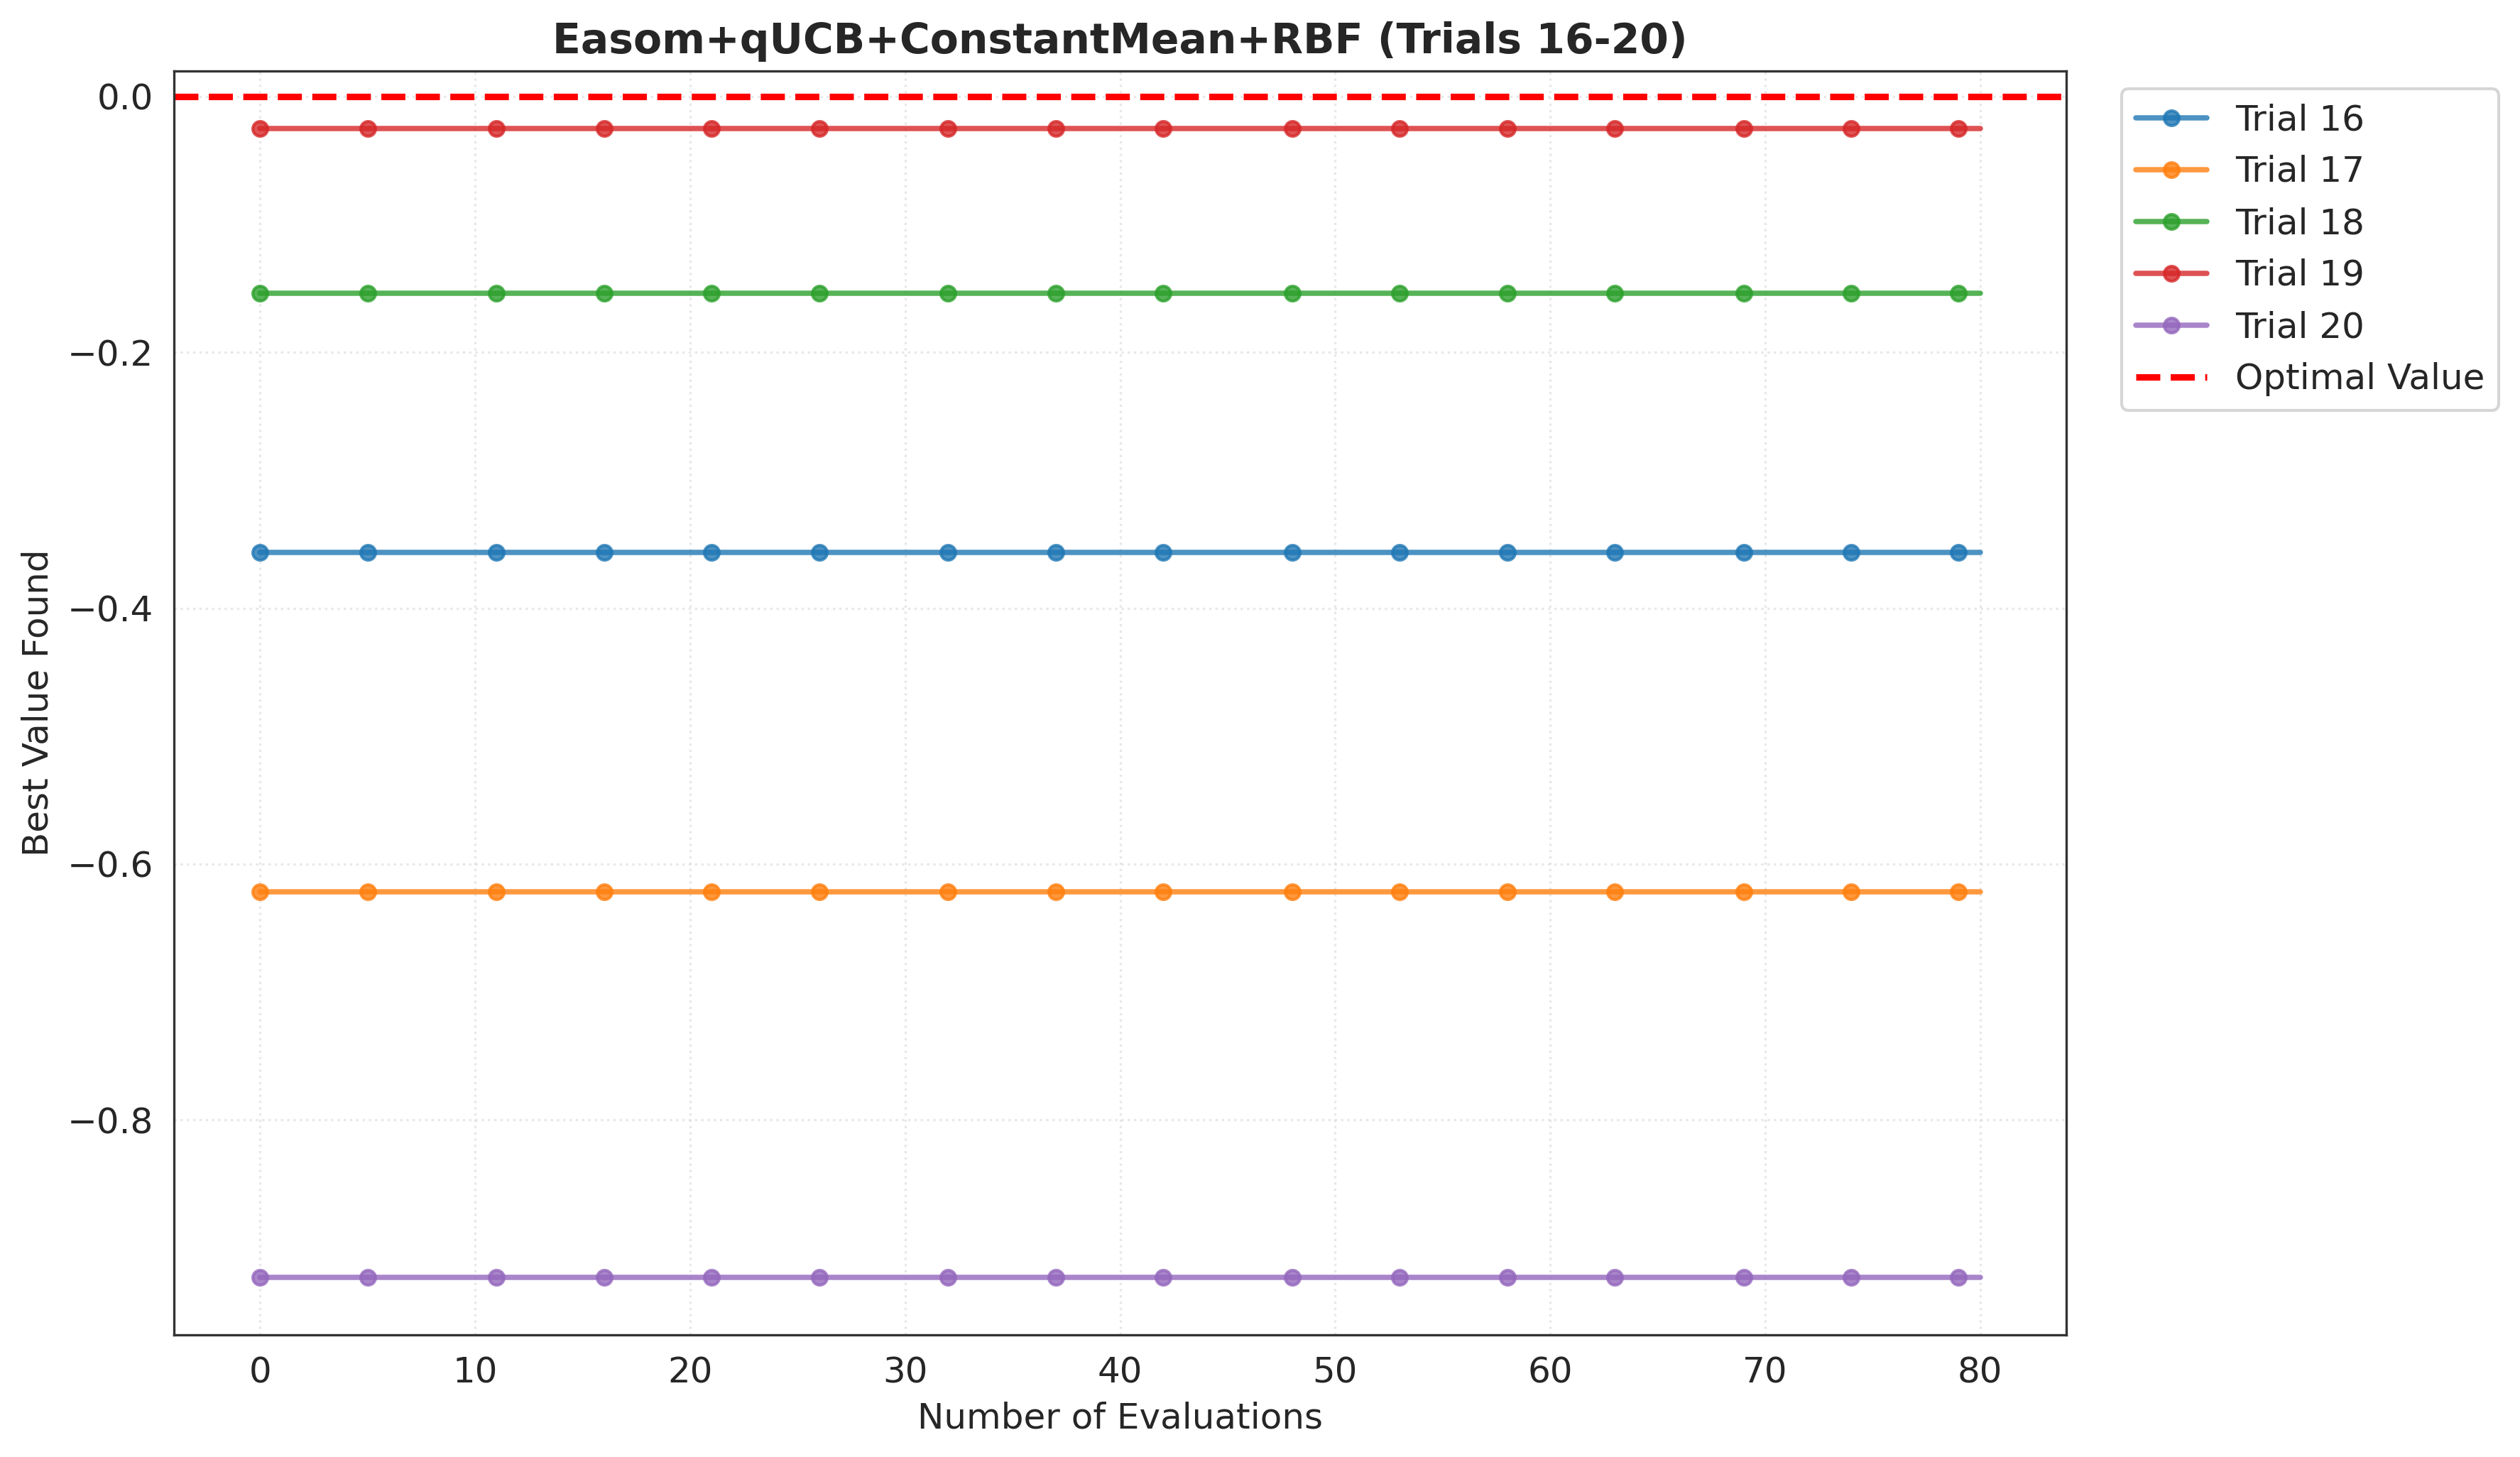 Easom+qUCB+ConstantMean+RBF (Trials 16-20)
0.0
−0.2
−0.4
−0.6
−0.8
Best Value Found
0 10 20 30 40 50 60 70 80
Number of Evaluations
Trial 16
Trial 17
Trial 18
Trial 19
Trial 20
Optimal Value